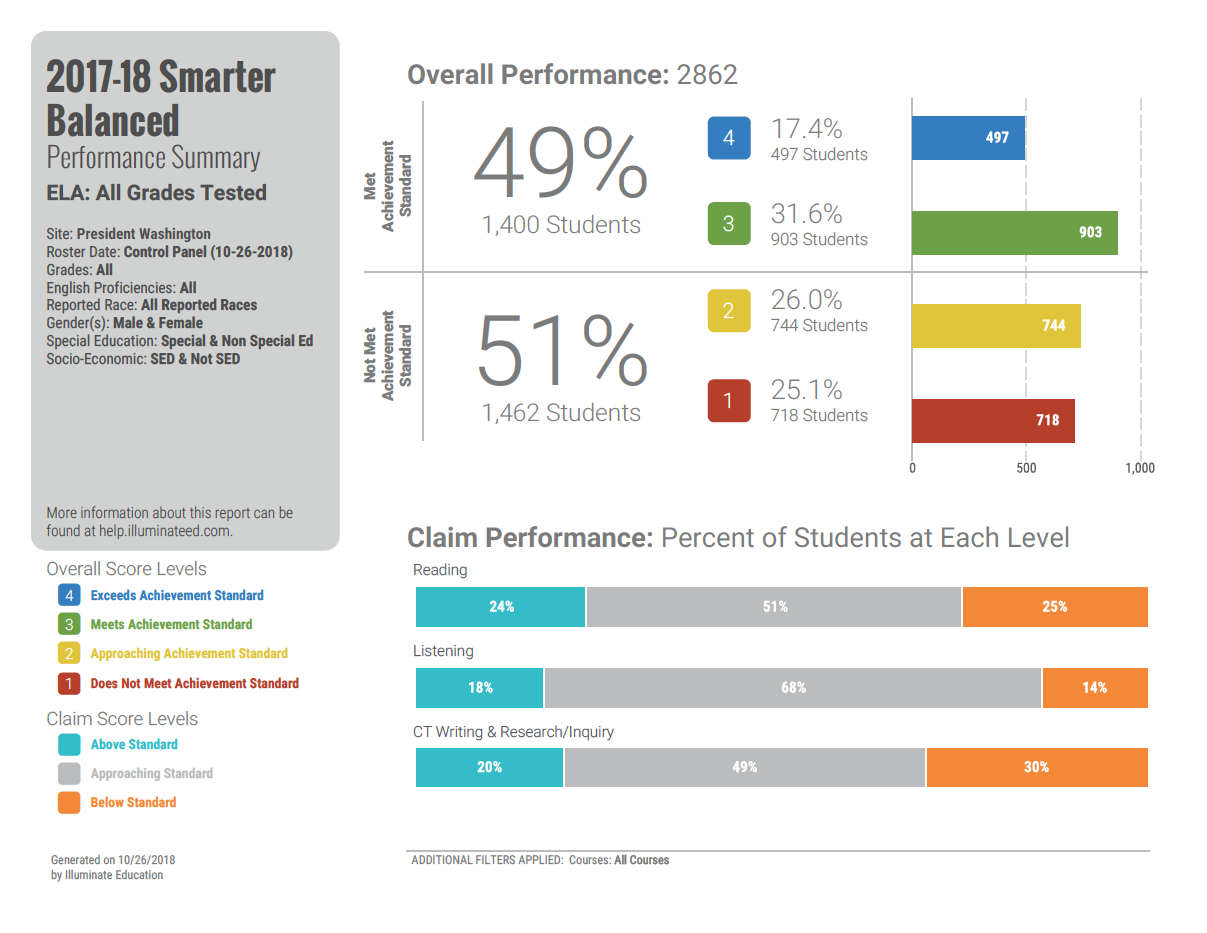 2017-18 Smarter
Balanced
Performance Summary
ELA: All Grades Tested
Site: President Washington
Roster Date: Control Panel (10-26-2018)
Grades: All
English Proficiencies: All
Reported Race: All Reported Races
Gender(s): Male & Female
Special Education: Special & Non Special Ed
Socio-Economic: SED & Not SED
More information about this report can be
found at help.illuminateed.com.
Overall Score Levels
4 Exceeds Achievement Standard
3 Meets Achievement Standard
2 Approaching Achievement Standard
1 Does Not Meet Achievement Standard
Claim Score Levels
Above Standard
Approaching Standard
Below Standard
Generated on 10/26/2018
by Illuminate Education
Overall Performance: 2862
Met
Achievement
Standard
49%
1,400 Students
4
17.4%
497 Students
497
3
31.6%
903 Students
903
Not Met
Achievement
Standard
51%
1,462 Students
2
26.0%
744 Students
744
1
25.1%
718 Students
718
0 500 1,000
Claim Performance: Percent of Students at Each Level
Reading
24% 51% 25%
Listening
18% 68% 14%
CT Writing & Research/Inquiry
20% 49% 30%
ADDITIONAL FILTERS APPLIED: Courses: All Courses